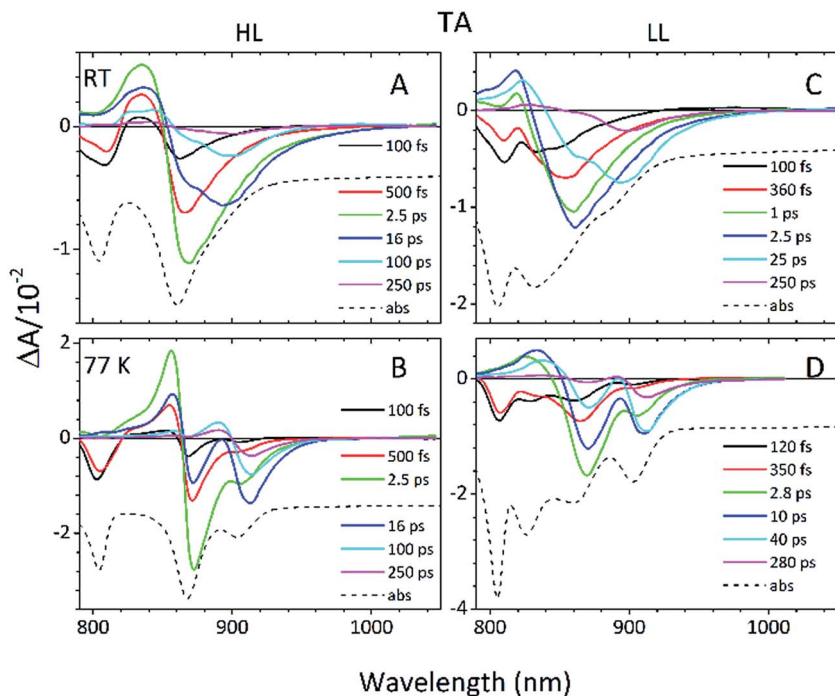 TA
HL
LL
RT
A
0
-1
100 fs
500 fs
2.5 ps
16 ps
100 ps
250 ps
abs
C
0
-1
-2
100 fs
360 fs
1 ps
2.5 ps
25 ps
250 ps
abs
ΔA/10⁻²
77 K
B
2
0
-2
100 fs
500 fs
2.5 ps
16 ps
100 ps
250 ps
abs
800
900
1000
D
0
-2
-4
120 fs
350 fs
2.8 ps
10 ps
40 ps
280 ps
abs
800
900
1000
Wavelength (nm)